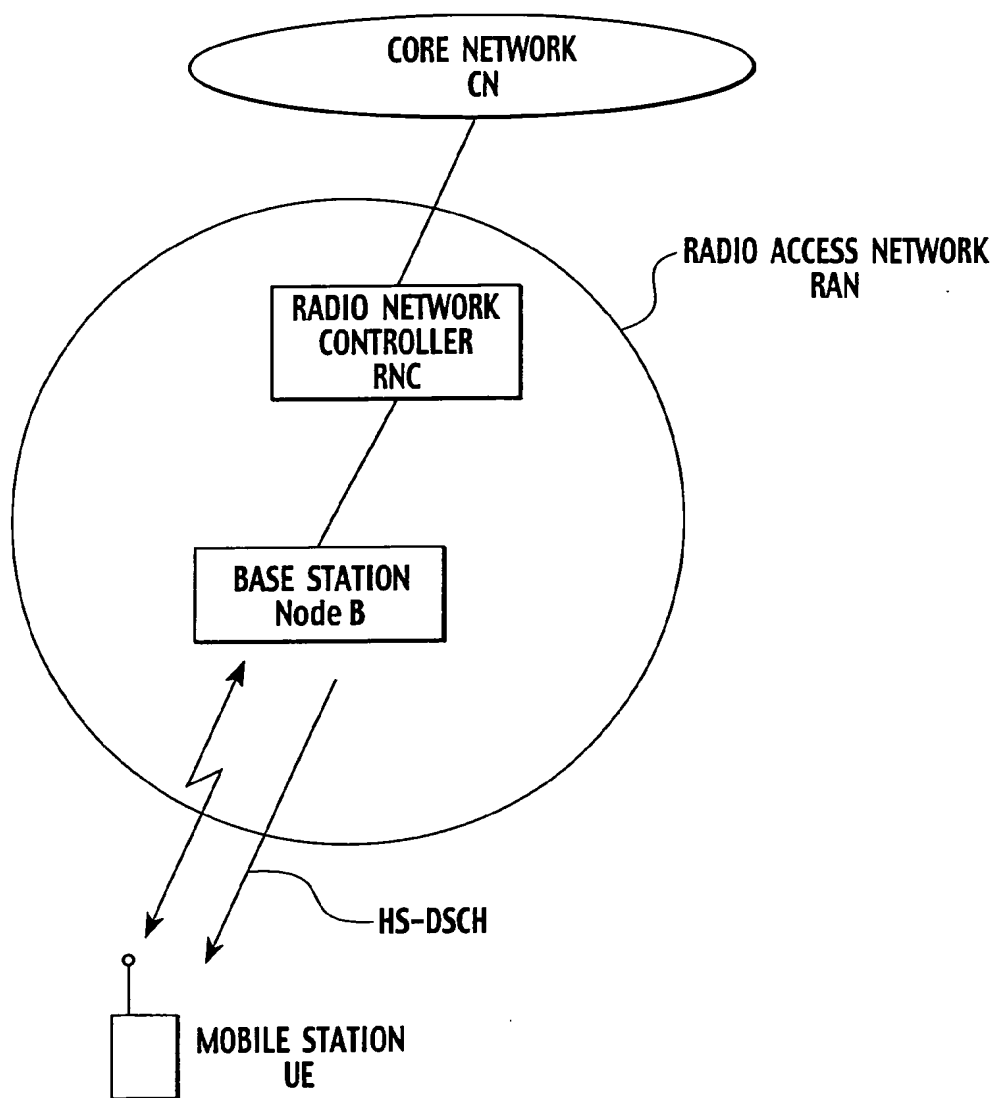 CORE NETWORK
CN
RADIO ACCESS NETWORK
RAN
RADIO NETWORK
CONTROLLER
RNC
BASE STATION
Node B
HS-DSCH
MOBILE STATION
UE